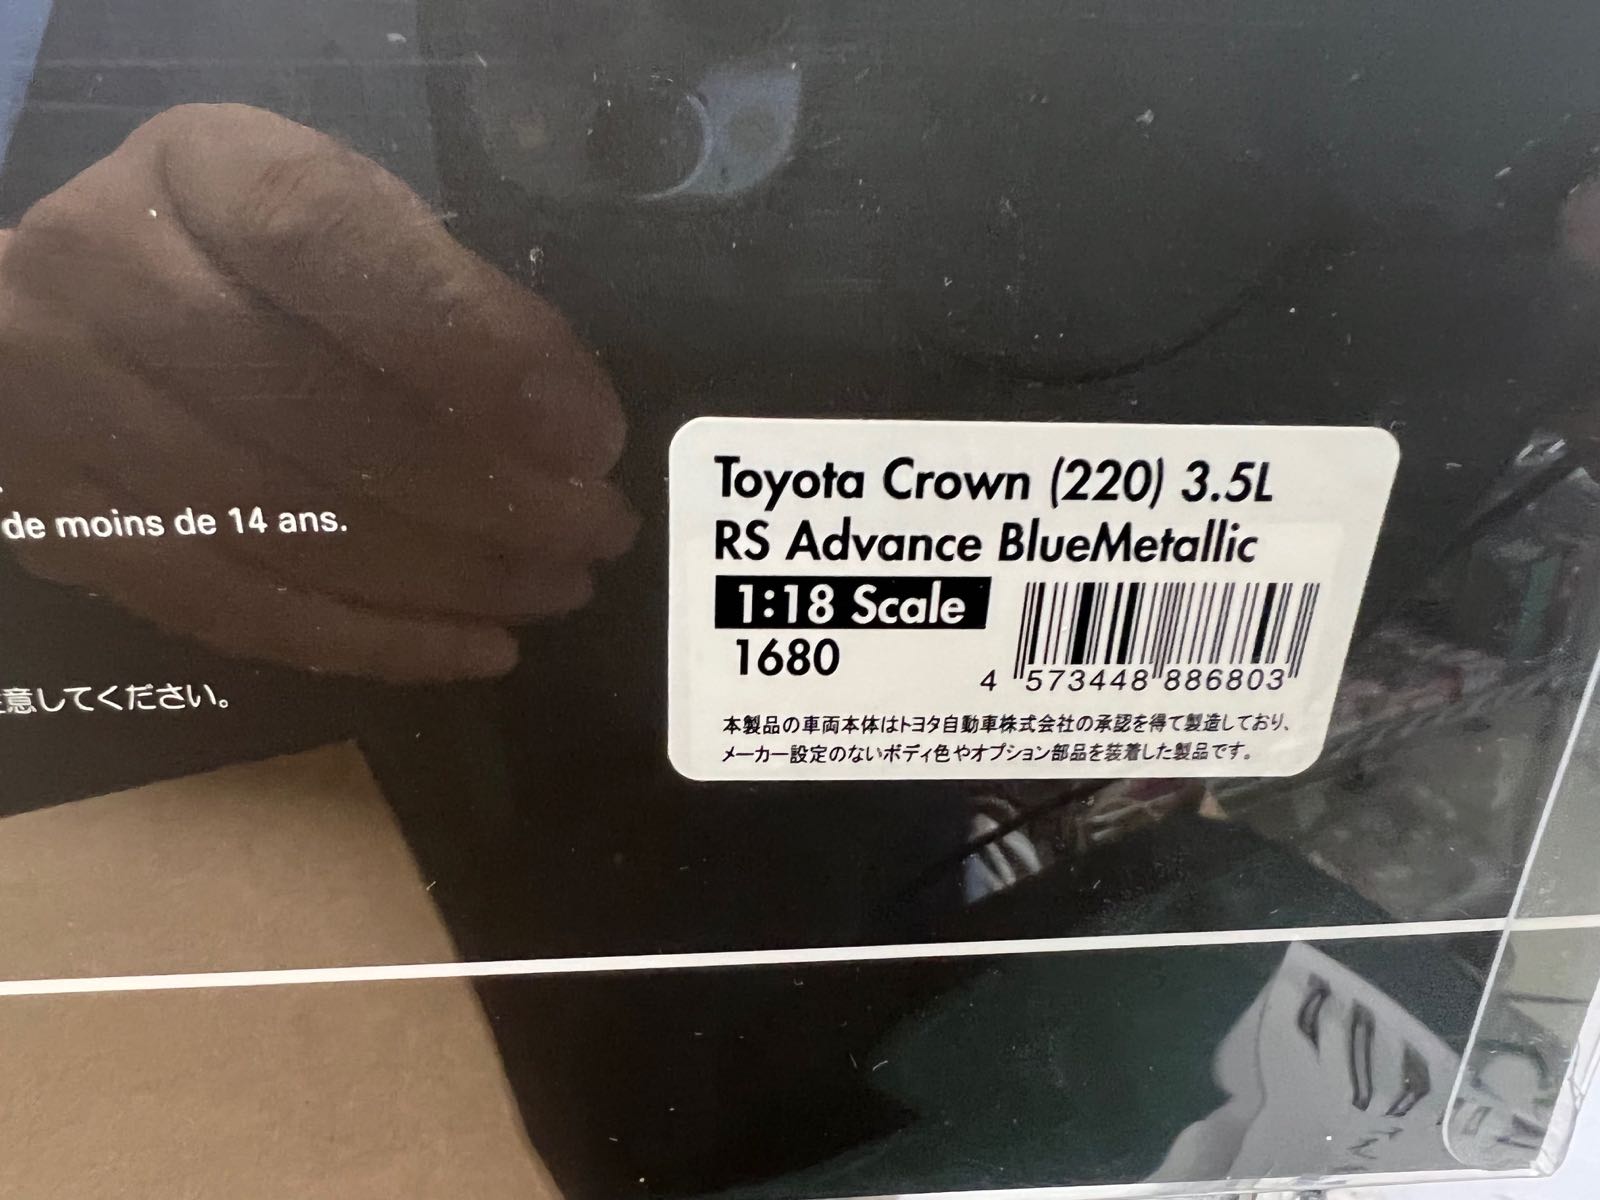 de moins de 14 ans.
意してください。
Toyota Crown (220) 3.5L
RS Advance BlueMetallic
1:18 Scale
1680
4 573448 886803
本製品の車両本体はトヨタ自動車株式会社の承認を得て製造しており、
メーカー設定のないボディ色やオプション部品を装着した製品です。